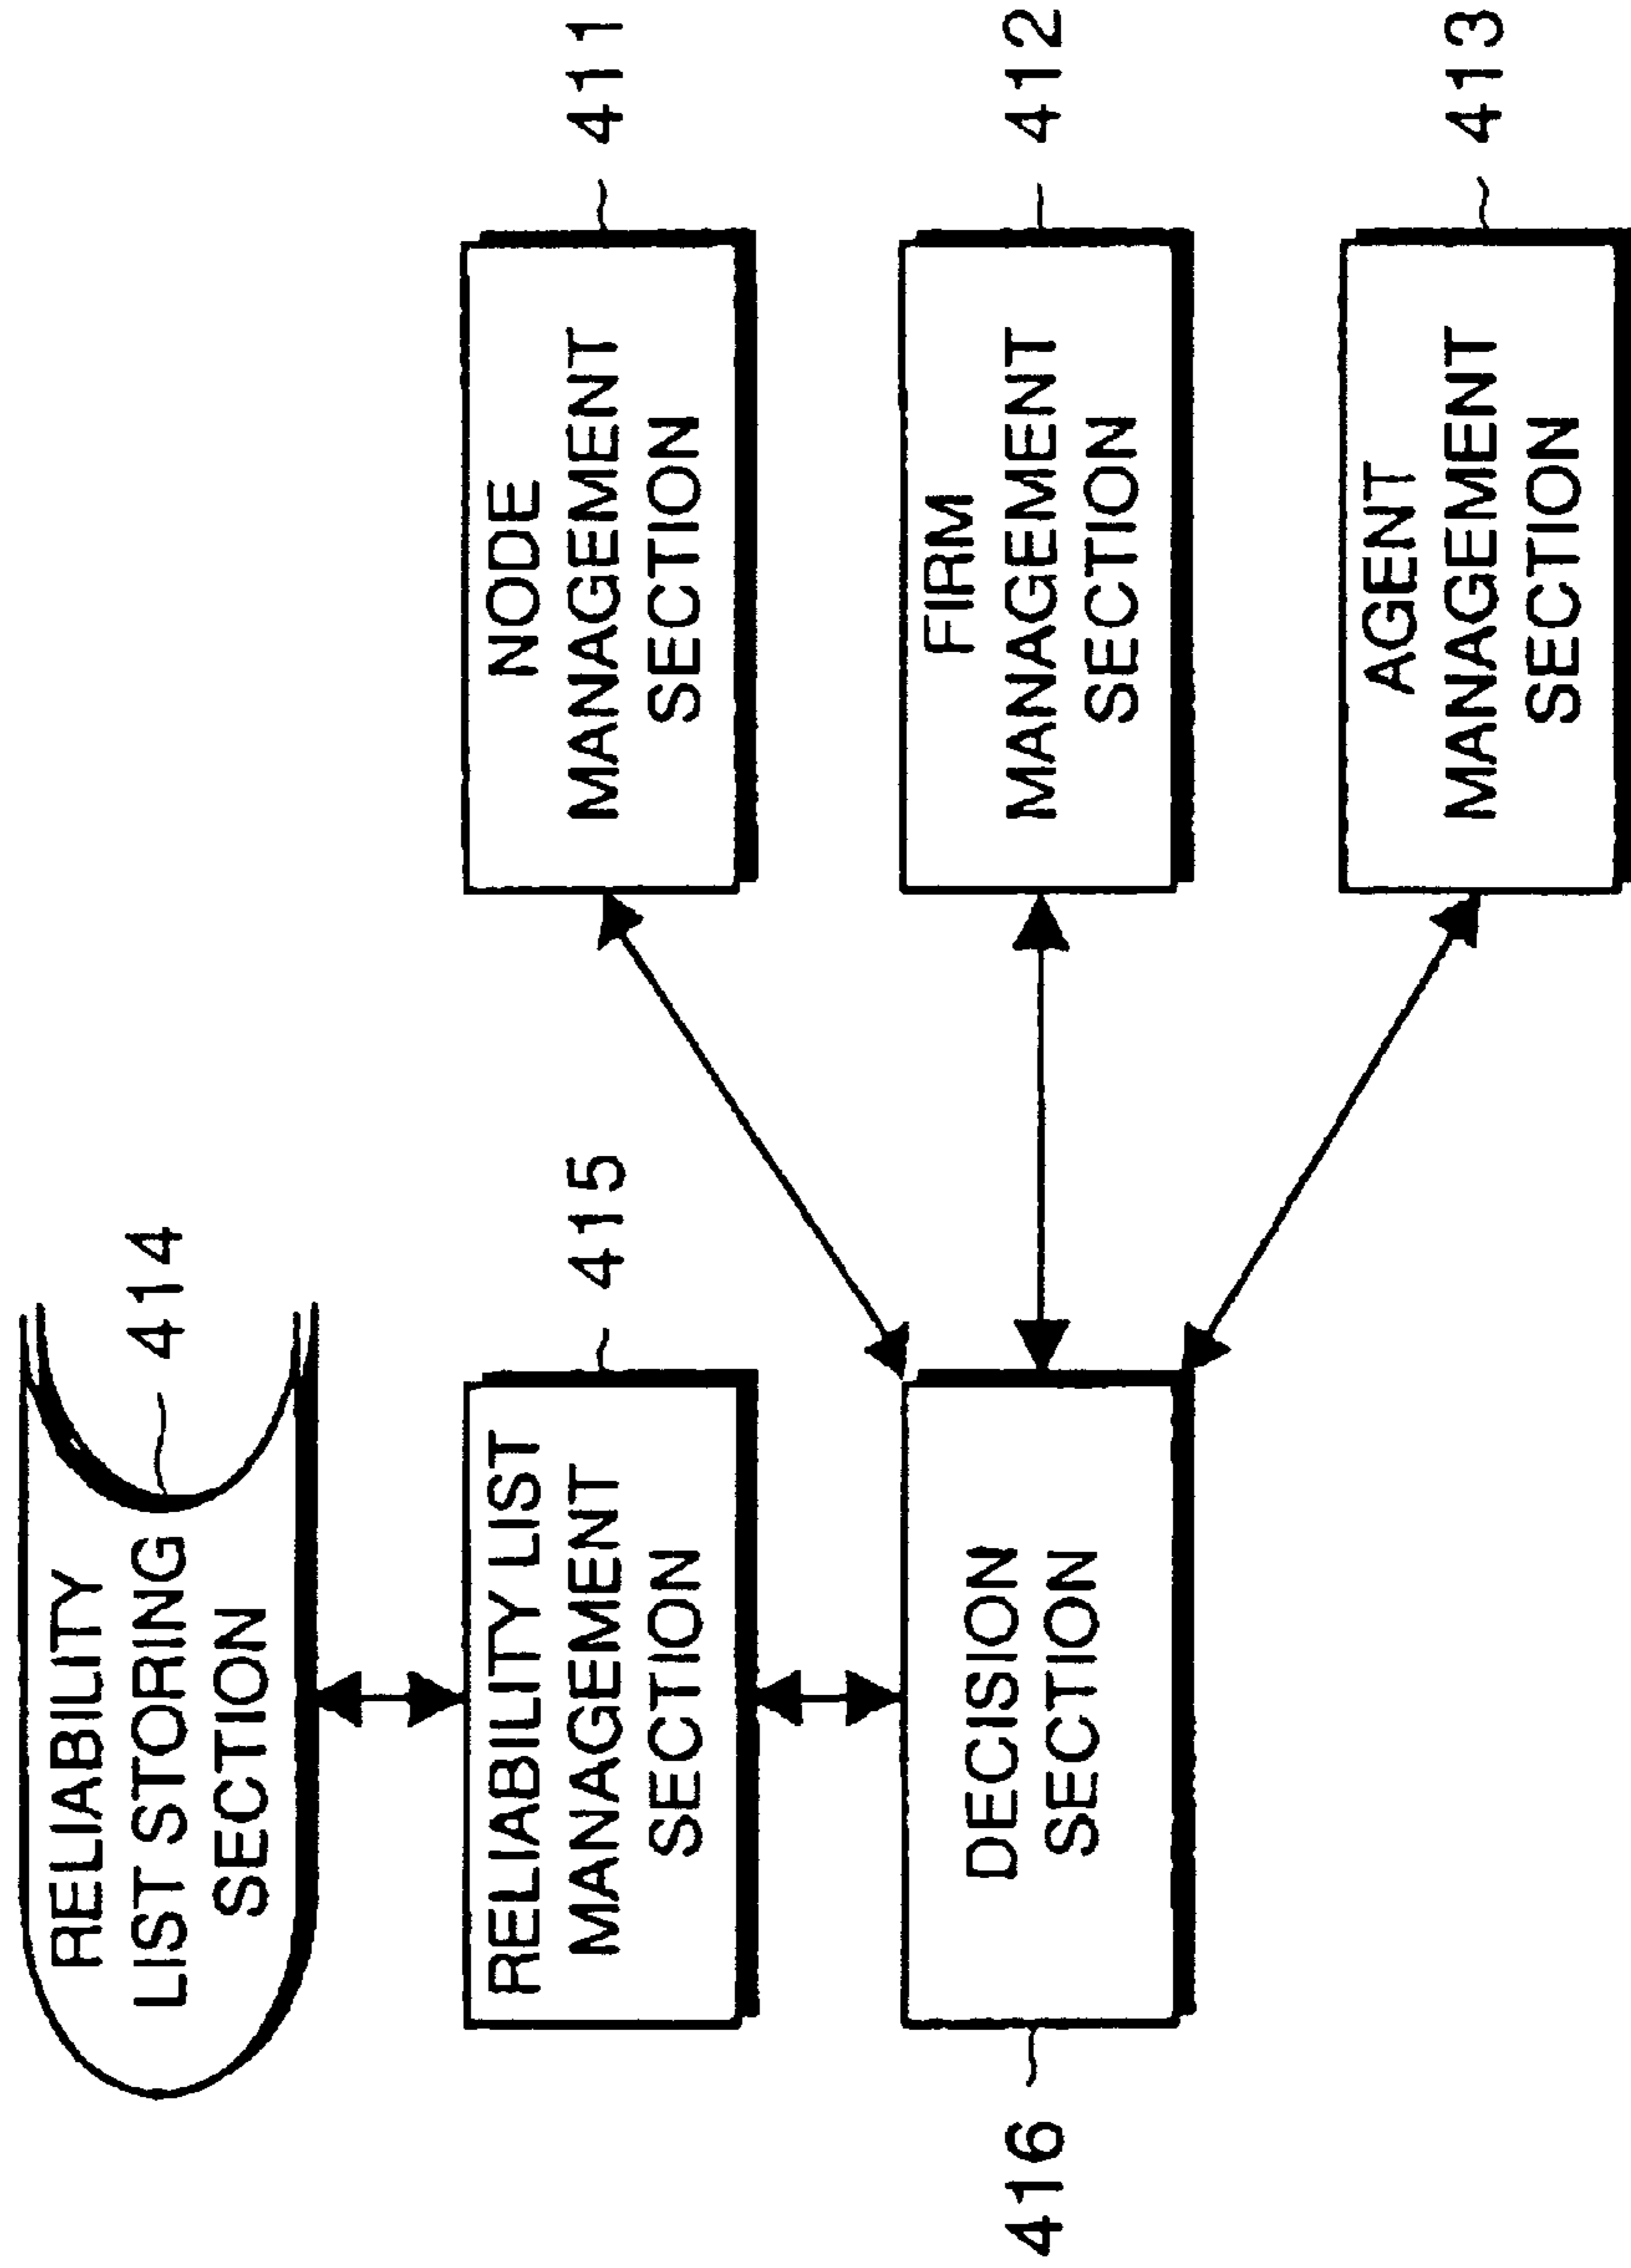 RELIABILITY
LIST STORING
SECTION
414
RELIABILITY LIST
MANAGEMENT
SECTION
415
NODE
MANAGEMENT
SECTION
411
416
DECISION
SECTION
FIRM
MANAGEMENT
SECTION
412
AGENT
MANAGEMENT
SECTION
413